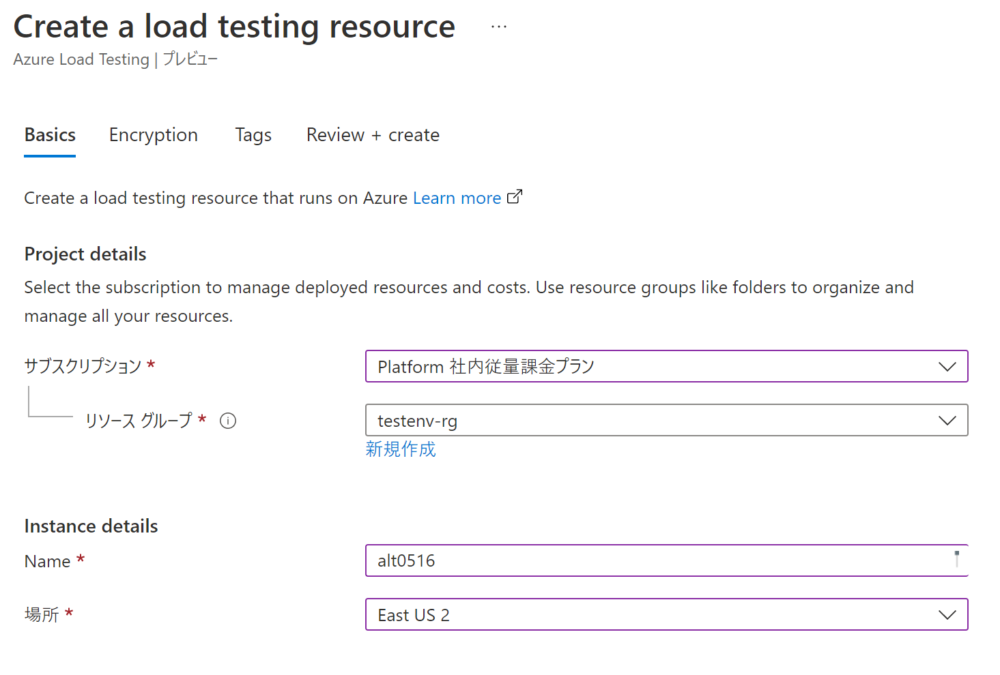 Create a load testing resource ...
Azure Load Testing | プレビュー
Basics Encryption Tags Review + create
Create a load testing resource that runs on Azure Learn more
Project details
Select the subscription to manage deployed resources and costs. Use resource groups like folders to organize and
manage all your resources.
サブスクリプション * Platform 社内従量課金プラン
リソース グループ * testenv-rg
新規作成
Instance details
Name * alt0516
場所 * East US 2